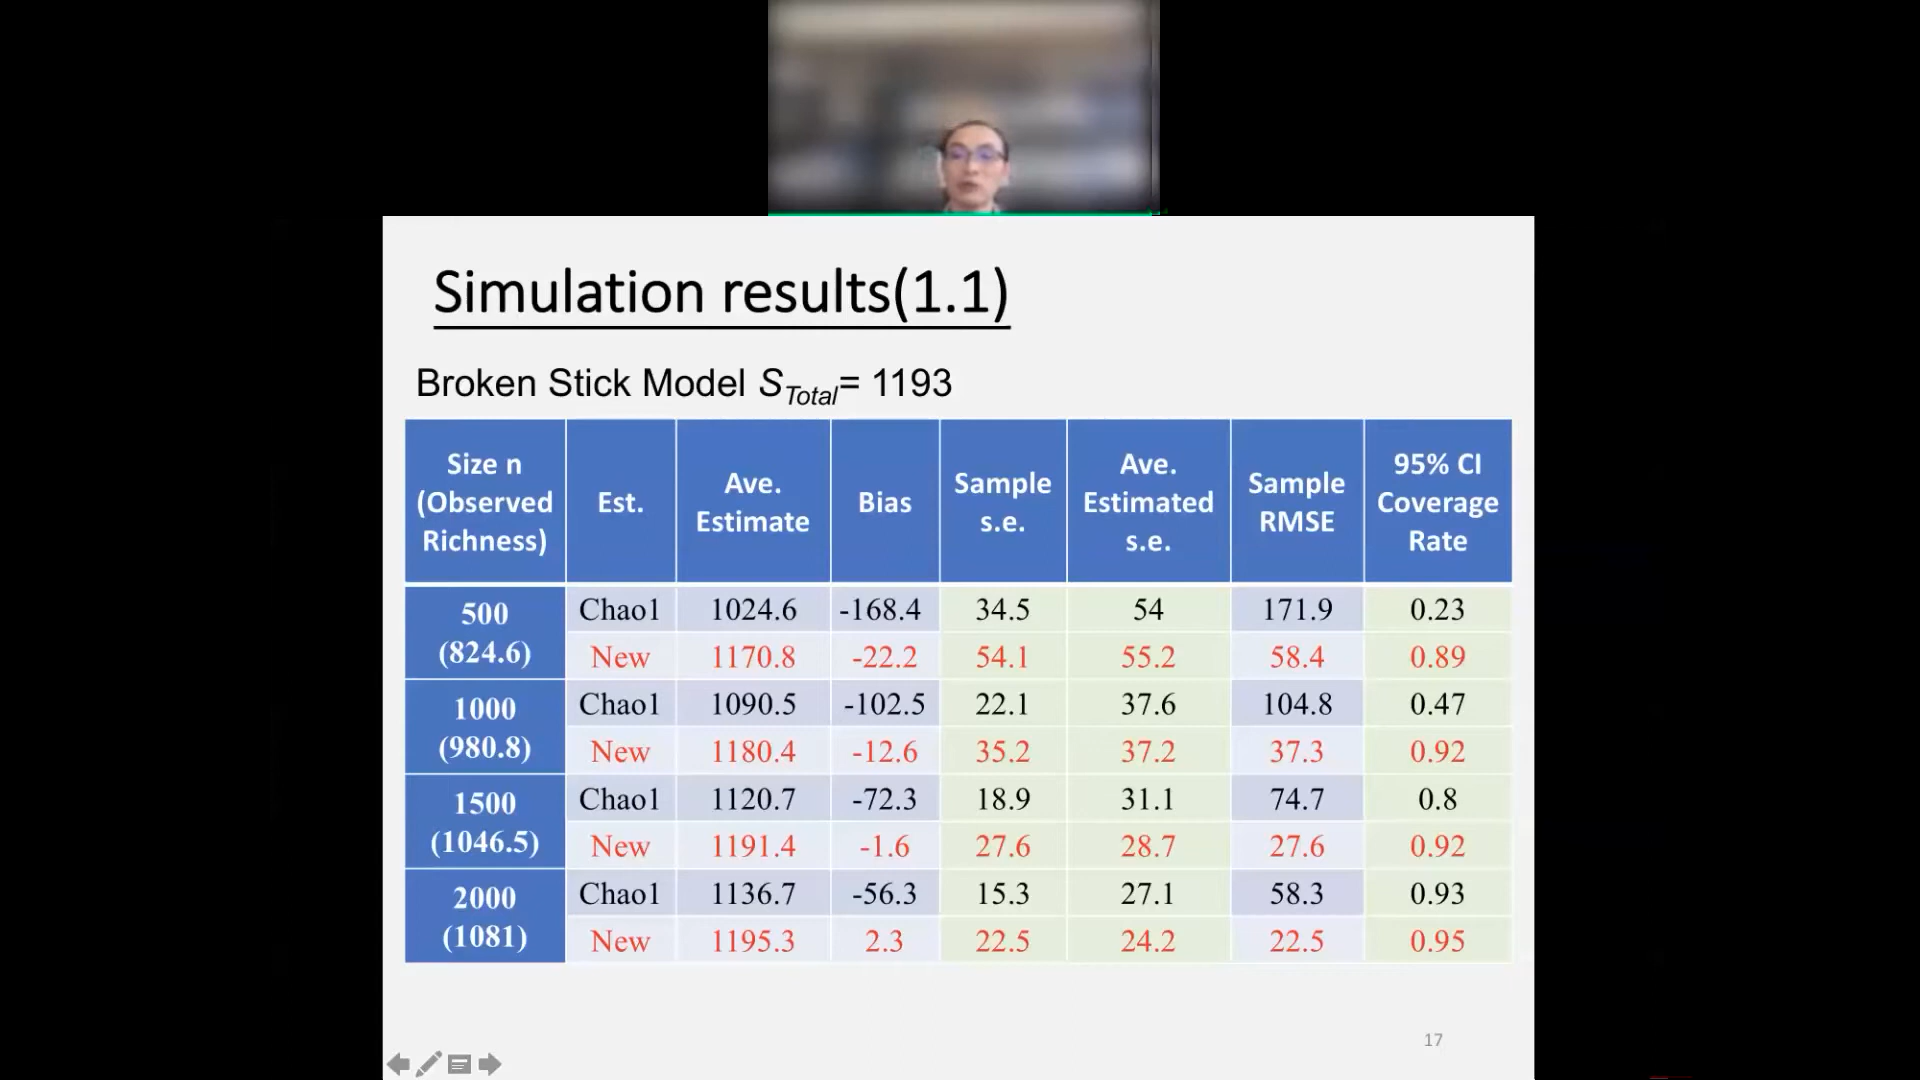 Simulation results(1.1)
Broken Stick Model S_Total= 1193
Size n (Observed Richness) Est. Ave. Estimate Bias Sample s.e. Ave. Estimated s.e. Sample RMSE 95% CI Coverage Rate
500 (824.6) Chao1 1024.6 -168.4 34.5 54 171.9 0.23
New 1170.8 -22.2 54.1 55.2 58.4 0.89
1000 (980.8) Chao1 1090.5 -102.5 22.1 37.6 104.8 0.47
New 1180.4 -12.6 35.2 37.2 37.3 0.92
1500 (1046.5) Chao1 1120.7 -72.3 18.9 31.1 74.7 0.8
New 1191.4 -1.6 27.6 28.7 27.6 0.92
2000 (1081) Chao1 1136.7 -56.3 15.3 27.1 58.3 0.93
New 1195.3 2.3 22.5 24.2 22.5 0.95
17